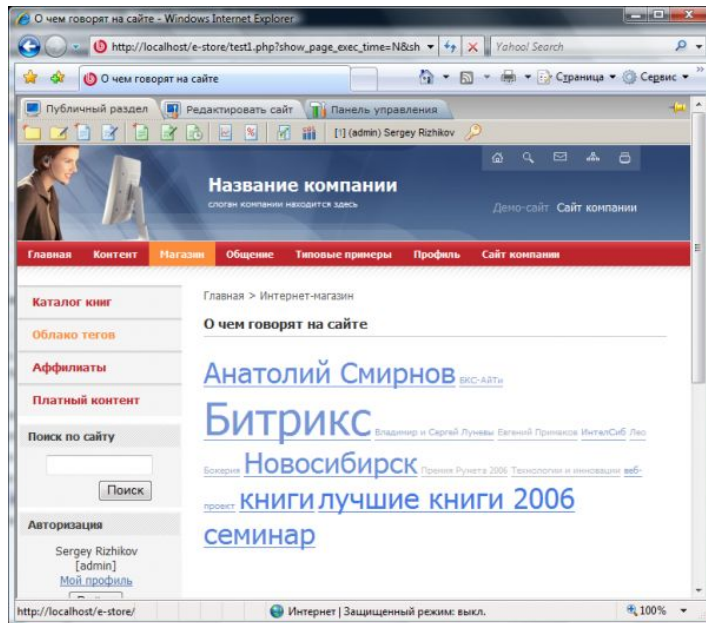 О чем говорят на сайте - Windows Internet Explorer
http://localhost/e-store/test1.php?show_page_exec_time=N&sh
Yahoo! Search
О чем говорят на сайте
Страница
Сервис
Публичный раздел
Редактировать сайт
Панель управления
[1] (admin) Sergey Rizhikov
Название компании
слоган компании находится здесь
Демо-сайт Сайт компании
Главная Контент Магазин Общение Типовые примеры Профиль Сайт компании
Каталог книг
Облако тегов
Аффилиаты
Платный контент
Поиск по сайту
Поиск
Авторизация
Sergey Rizhikov
[admin]
Мой профиль
Главная > Интернет-магазин
О чем говорят на сайте
Анатолий Смирнов БКС-АйТи
Битрикс Владимир и Сергей Лунёвы Евгений Примаков ИнтелСиб Лео
Бокерия Новосибирск Премия Рунета 2006 Технологии и инновации веб-
проект книги лучшие книги 2006
семинар
http://localhost/e-store/
Интернет | Защищенный режим: выкл.
100%